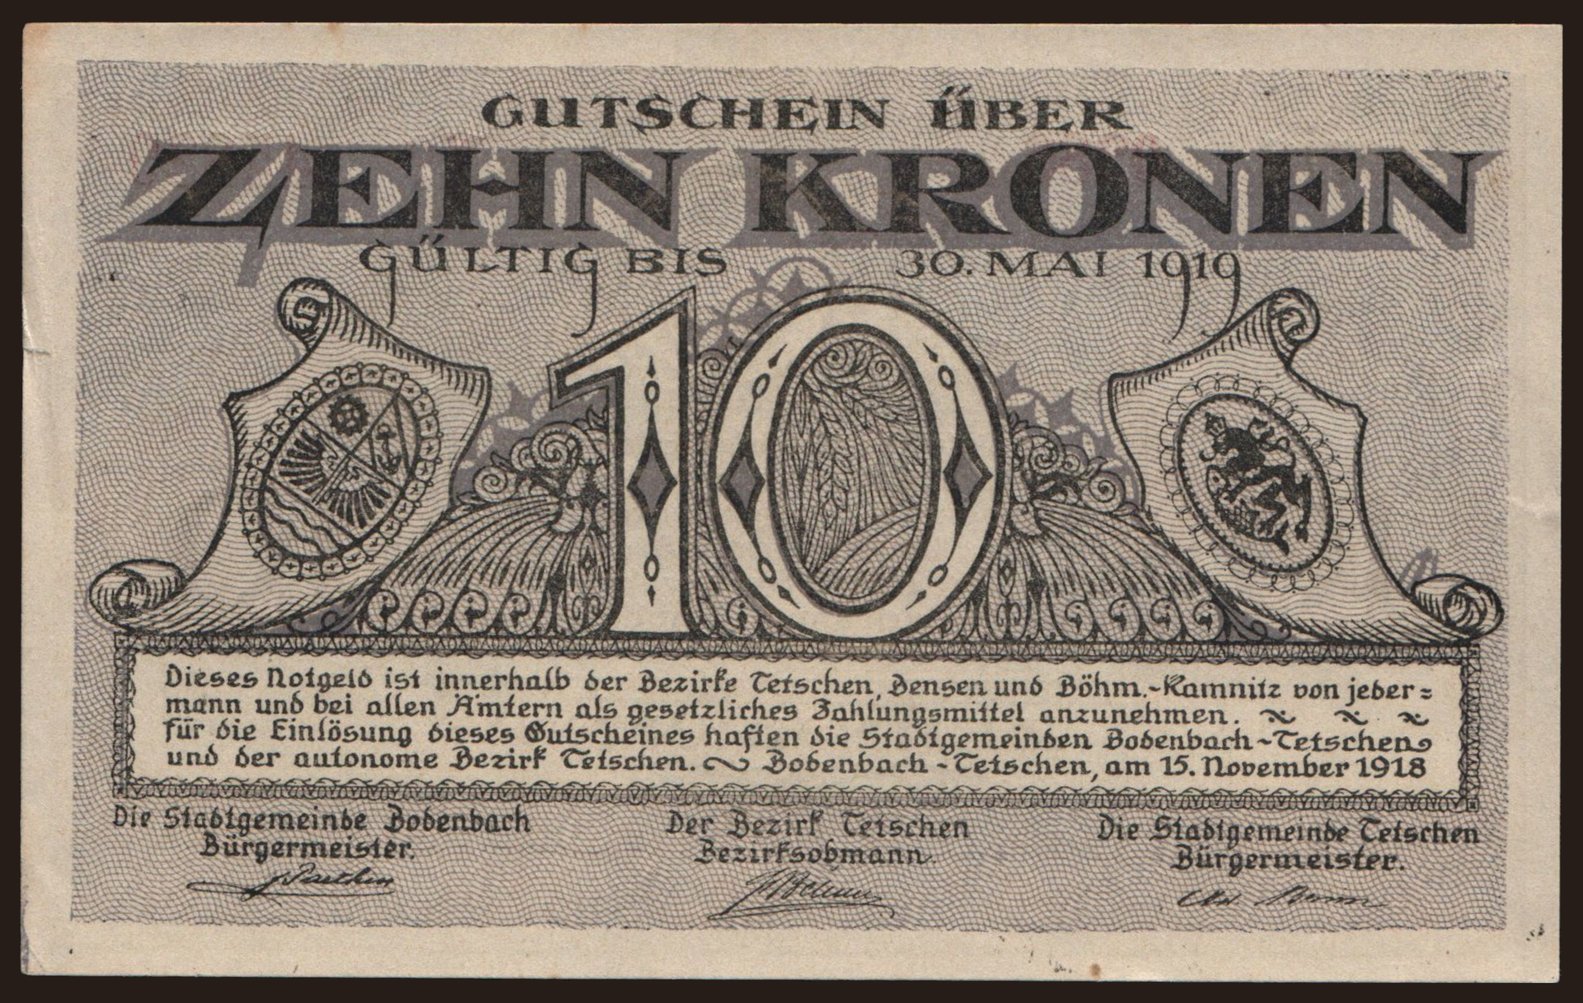 GUTSCHEIN ÜBER
ZEHN KRONEN
GÜLTIG BIS 30. MAI 1919
10
Dieses Notgeld ist innerhalb der Bezirke Tetschen, Bensen und Böhm.-Kamnitz von jeder=
mann und bei allen Ämtern als gesetzliches Zahlungsmittel anzunehmen.
für die Einlösung dieses Gutscheines haften die Stadtgemeinden Bodenbach-Tetschen
und der autonome Bezirk Tetschen. Bodenbach-Tetschen, am 15. November 1918
Die Stadtgemeinde Bodenbach
Bürgermeister.
Der Bezirk Tetschen
Bezirksobmann.
Die Stadtgemeinde Tetschen
Bürgermeister.